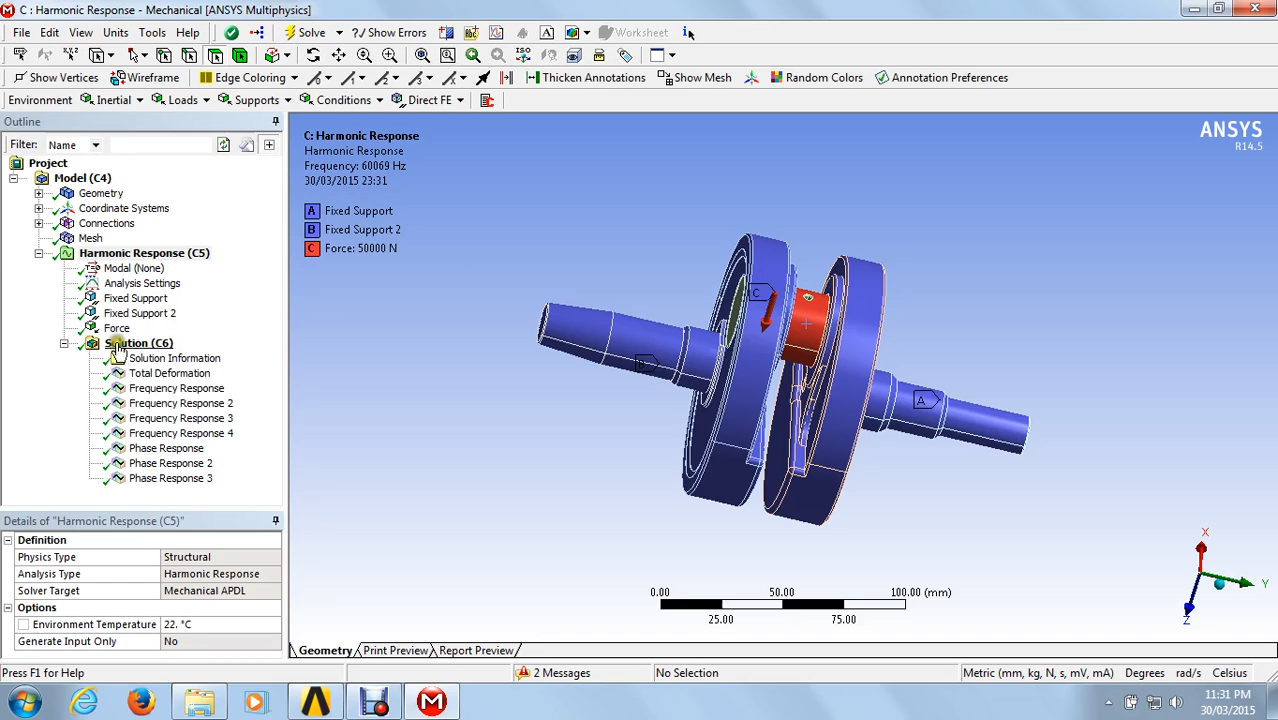 C : Harmonic Response - Mechanical [ANSYS Multiphysics]
File Edit View Units Tools Help Solve ?/ Show Errors Worksheet
Show Vertices Wireframe Edge Coloring Thicken Annotations Show Mesh Random Colors Annotation Preferences
Environment Inertial Loads Supports Conditions Direct FE
Outline
Filter: Name
Project
Model (C4)
Geometry
Coordinate Systems
Connections
Mesh
Harmonic Response (C5)
Modal (None)
Analysis Settings
Fixed Support
Fixed Support 2
Force
Solution (C6)
Solution Information
Total Deformation
Frequency Response
Frequency Response 2
Frequency Response 3
Frequency Response 4
Phase Response
Phase Response 2
Phase Response 3
Details of "Harmonic Response (C5)"
Definition
Physics Type Structural
Analysis Type Harmonic Response
Solver Target Mechanical APDL
Options
Environment Temperature 22. °C
Generate Input Only No
C: Harmonic Response
Harmonic Response
Frequency: 60069 Hz
30/03/2015 23:31
A Fixed Support
B Fixed Support 2
C Force: 50000 N
ANSYS
R14.5
C
A
X
Y
Z
0.00 50.00 100.00 (mm)
25.00 75.00
Geometry Print Preview Report Preview
Press F1 for Help 2 Messages No Selection Metric (mm, kg, N, s, mV, mA) Degrees rad/s Celsius
11:31 PM
30/03/2015